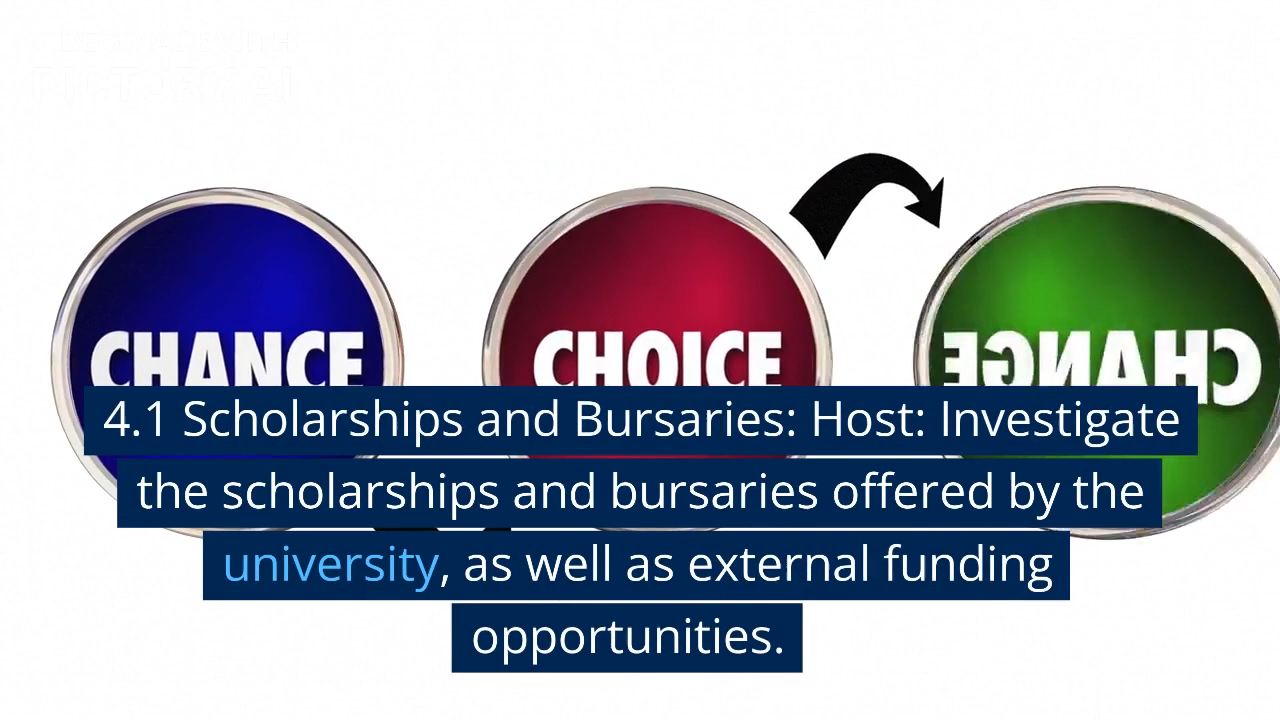 CHANCE
CHOICE
CHANGE
4.1 Scholarships and Bursaries: Host: Investigate
the scholarships and bursaries offered by the
university, as well as external funding
opportunities.